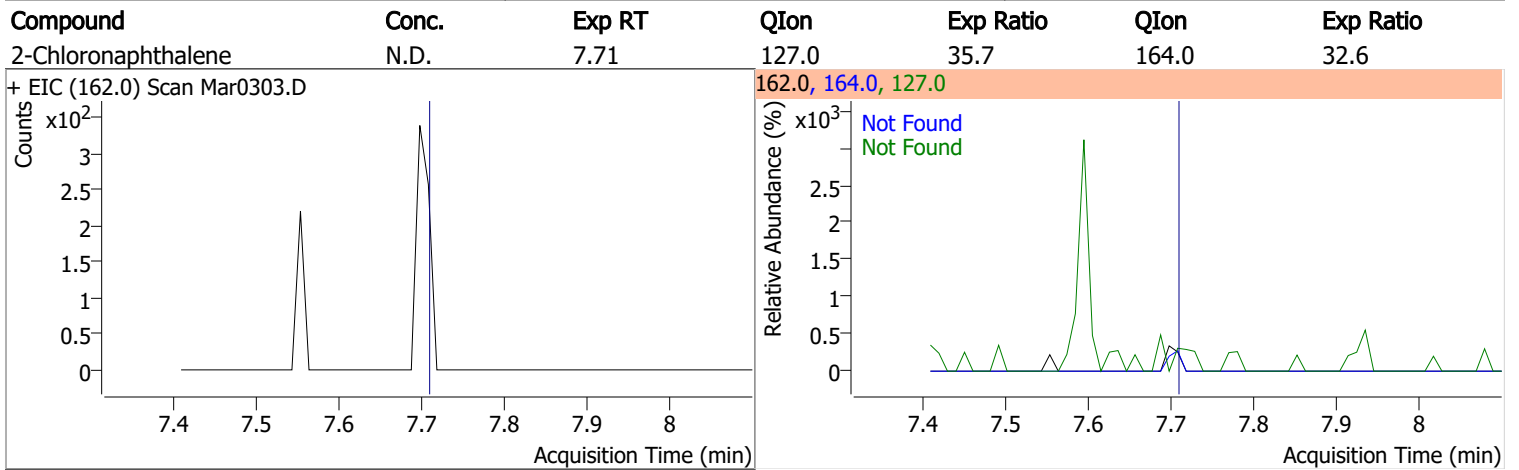 Compound Conc. Exp RT QIon Exp Ratio QIon Exp Ratio
2-Chloronaphthalene N.D. 7.71 127.0 35.7 164.0 32.6
+ EIC (162.0) Scan Mar0303.D
Counts
x10²
3
2.5
2
1.5
1
0.5
0
7.4 7.5 7.6 7.7 7.8 7.9 8
Acquisition Time (min)
162.0, 164.0, 127.0
Relative Abundance (%)
x10³
Not Found
Not Found
2.5
2
1.5
1
0.5
0
7.4 7.5 7.6 7.7 7.8 7.9 8
Acquisition Time (min)